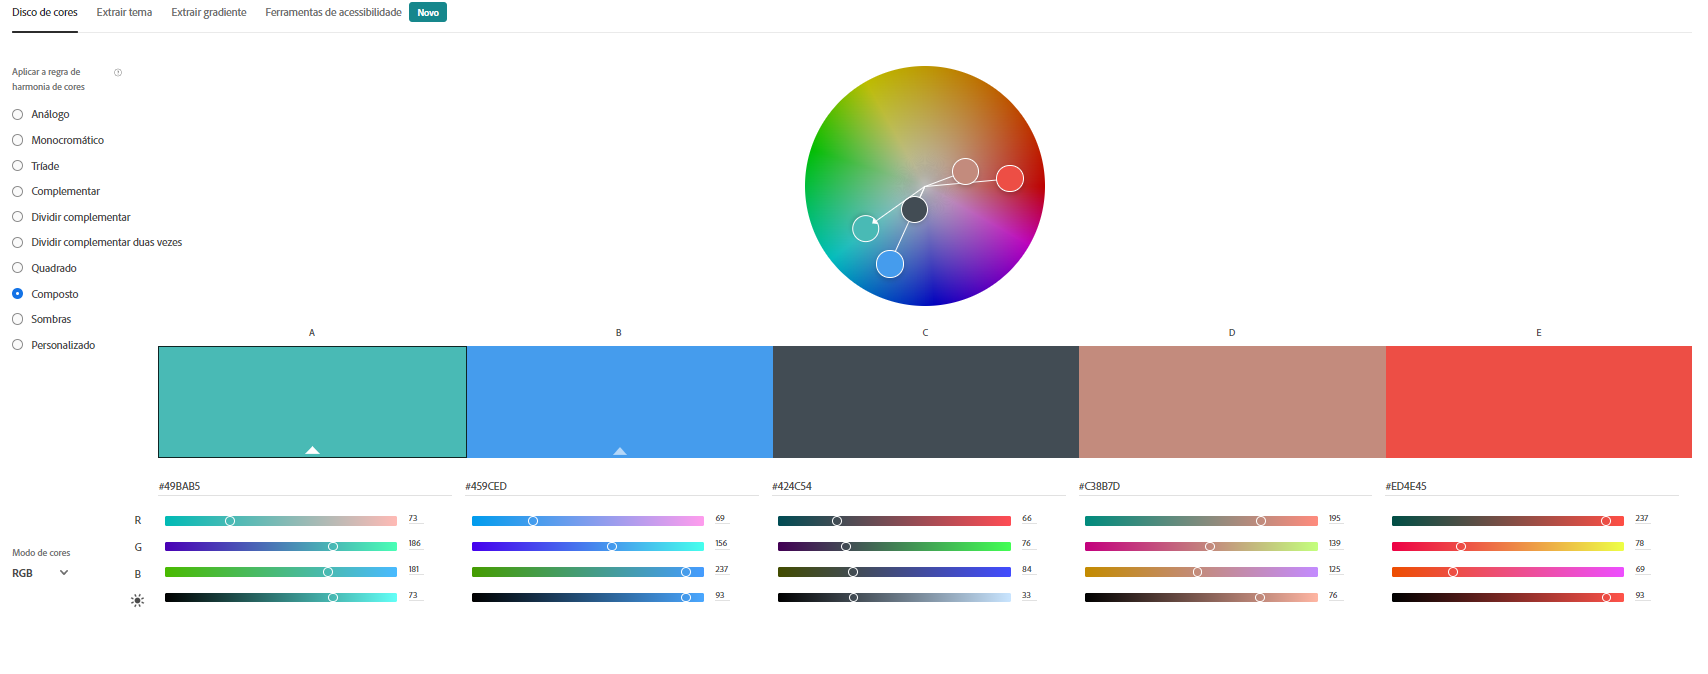 Disco de cores Extrair tema Extrair gradiente Ferramentas de acessibilidade Novo
Aplicar a regra de
harmonia de cores
Análogo
Monocromático
Tríade
Complementar
Dividir complementar
Dividir complementar duas vezes
Quadrado
Composto
Sombras
Personalizado
A B C D E
#49BAB5 #459CED #424C54 #C38B7D #ED4E45
R 73 69 66 195 237
G 186 156 76 139 78
Modo de cores
B 181 237 84 125 69
RGB
73 93 33 76 93